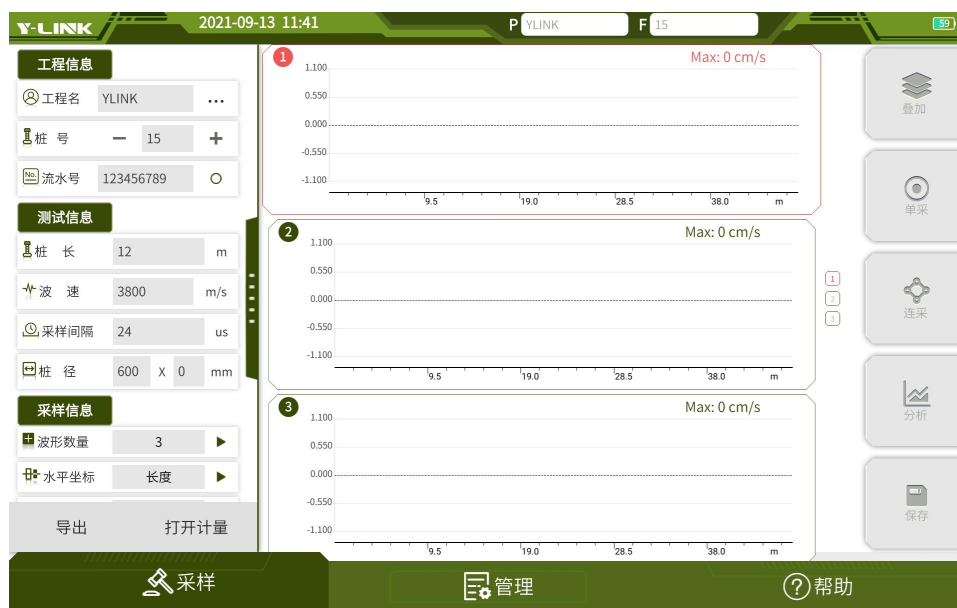 Y-LINK 2021-09-13 11:41 P YLINK F 15 59
工程信息
工程名 YLINK ...
桩 号 − 15 +
No. 流水号 123456789
测试信息
桩 长 12 m
波 速 3800 m/s
采样间隔 24 us
桩 径 600 X 0 mm
采样信息
波形数量 3
水平坐标 长度
导出 打开计量
1 Max: 0 cm/s
1.100
0.550
0.000
-0.550
-1.100
9.5 19.0 28.5 38.0 m
2 Max: 0 cm/s
1.100
0.550
0.000
-0.550
-1.100
9.5 19.0 28.5 38.0 m
3 Max: 0 cm/s
1.100
0.550
0.000
-0.550
-1.100
9.5 19.0 28.5 38.0 m
1
2
3
叠加
单采
连采
分析
保存
采样 管理 ?帮助